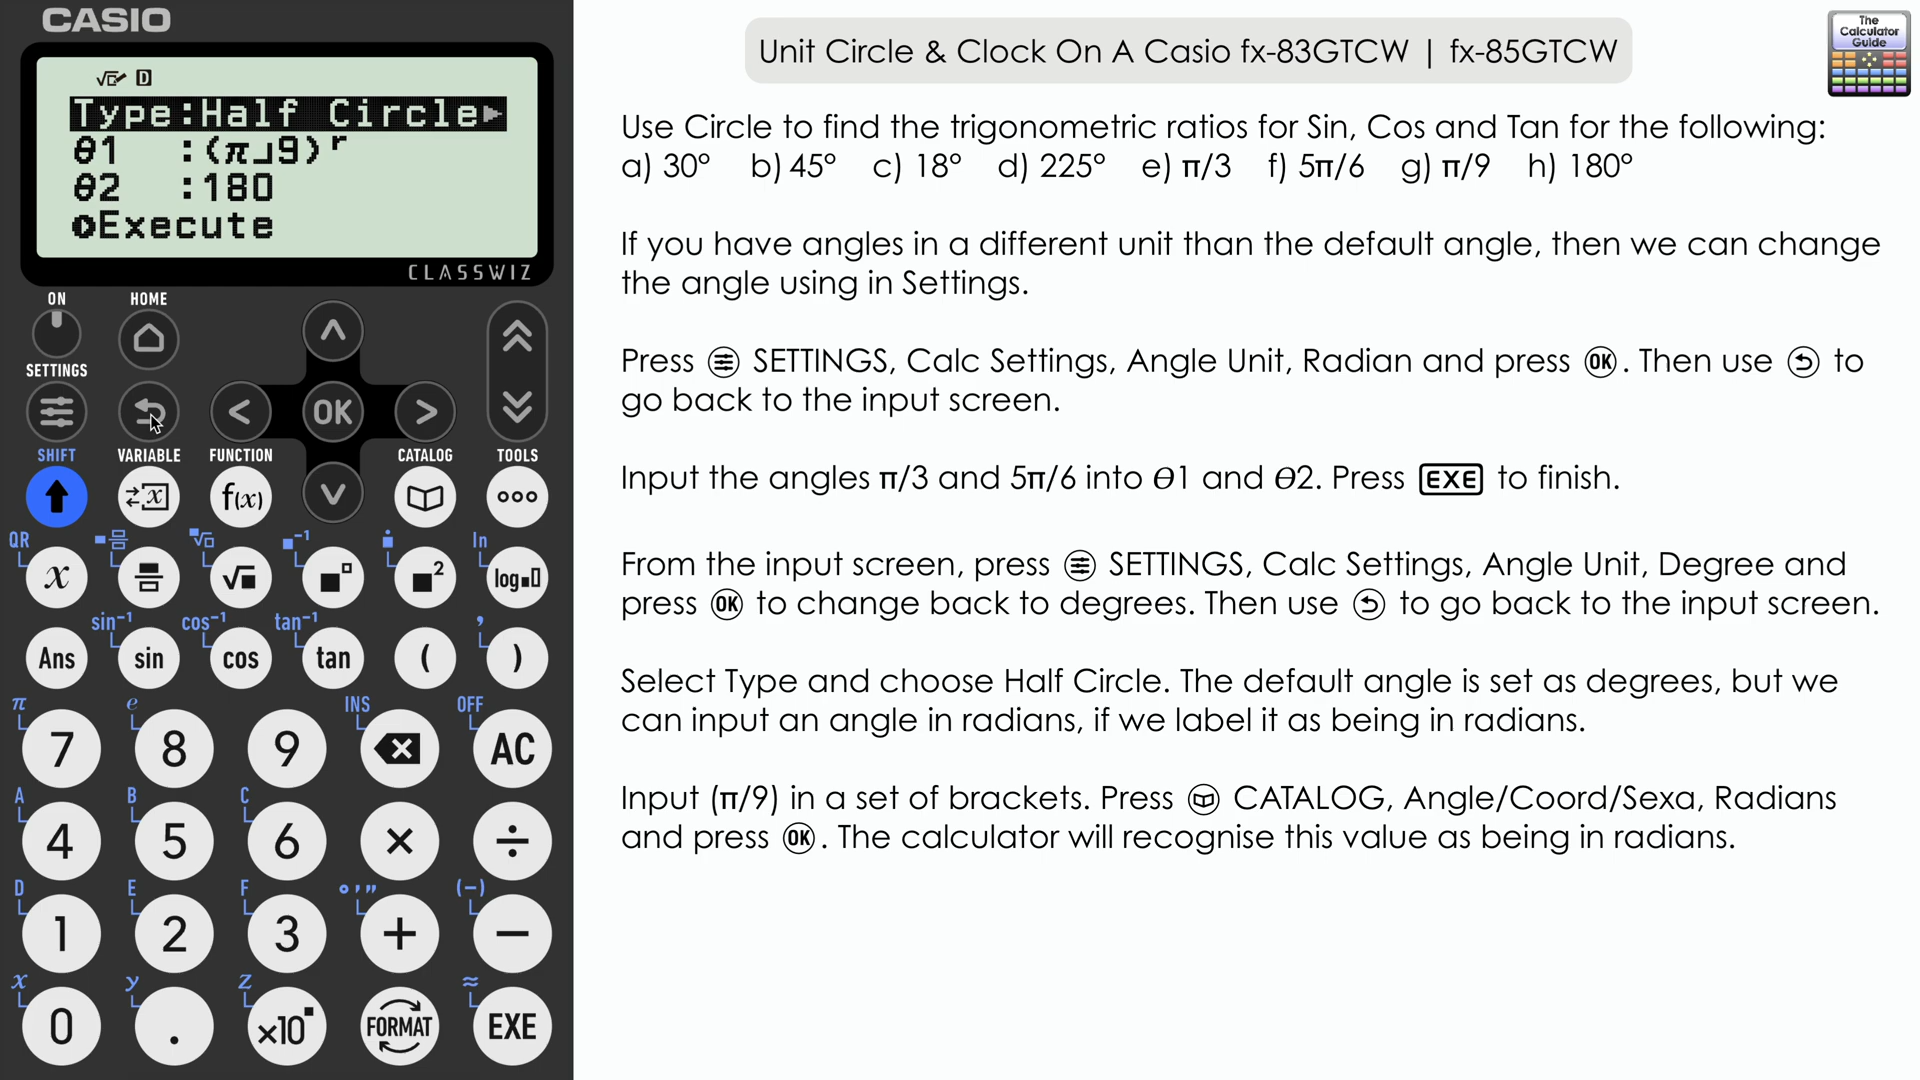 CASIO
Type:Half Circle▶
θ1 :(π⌟9)ʳ
θ2 :180
Execute
CLASSWIZ
ON HOME
SETTINGS
OK
SHIFT VARIABLE FUNCTION CATALOG TOOLS
x f(x)
QR -1 ln
x √■ ■² log
sin⁻¹ cos⁻¹ tan⁻¹ ,
Ans sin cos tan ( )
π e INS OFF
7 8 9 AC
A B C
4 5 6 × ÷
D E F ° ′ ″ (−)
1 2 3 + −
x y z ≈
0 . ×10 FORMAT EXE
Unit Circle & Clock On A Casio fx-83GTCW | fx-85GTCW
The
Calculator
Guide
Use Circle to find the trigonometric ratios for Sin, Cos and Tan for the following:
a) 30° b) 45° c) 18° d) 225° e) π/3 f) 5π/6 g) π/9 h) 180°
If you have angles in a different unit than the default angle, then we can change
the angle using in Settings.
Press SETTINGS, Calc Settings, Angle Unit, Radian and press OK. Then use to
go back to the input screen.
Input the angles π/3 and 5π/6 into θ1 and θ2. Press EXE to finish.
From the input screen, press SETTINGS, Calc Settings, Angle Unit, Degree and
press OK to change back to degrees. Then use to go back to the input screen.
Select Type and choose Half Circle. The default angle is set as degrees, but we
can input an angle in radians, if we label it as being in radians.
Input (π/9) in a set of brackets. Press CATALOG, Angle/Coord/Sexa, Radians
and press OK. The calculator will recognise this value as being in radians.